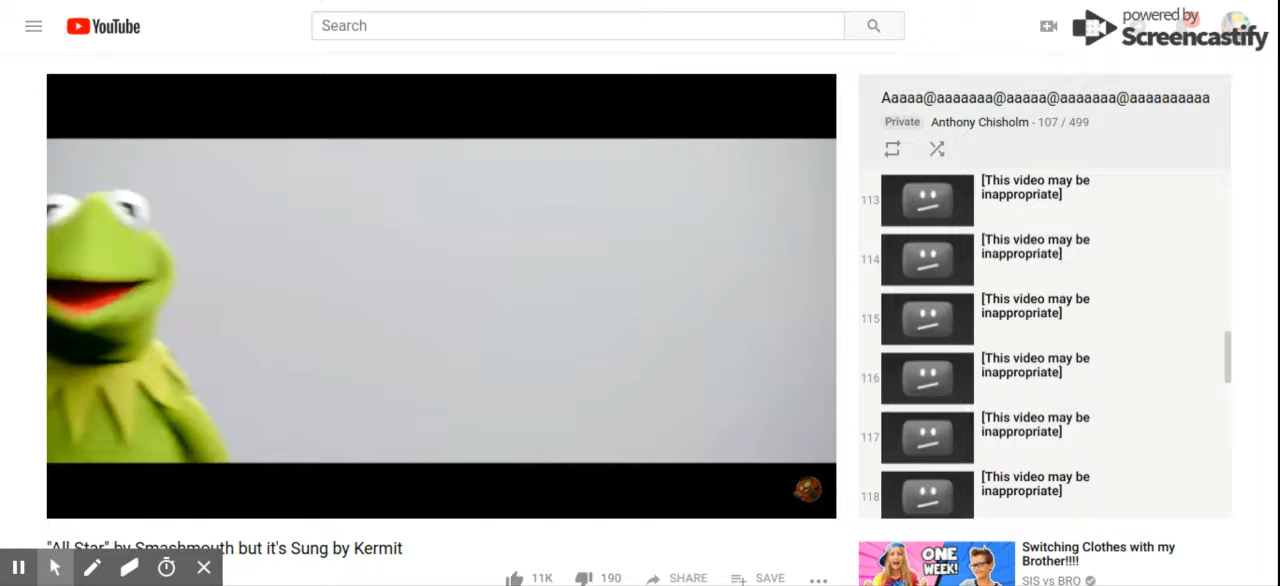 YouTube
Search
powered by
Screencastify
Aaaaa@aaaaaaa@aaaaa@aaaaaaa@aaaaaaaaaa
Private Anthony Chisholm - 107 / 499
113 [This video may be
inappropriate]
114 [This video may be
inappropriate]
115 [This video may be
inappropriate]
116 [This video may be
inappropriate]
117 [This video may be
inappropriate]
118 [This video may be
inappropriate]
"All Star" by Smashmouth but it's Sung by Kermit
11K 190 SHARE SAVE
ONE
WEEK!
Switching Clothes with my
Brother!!!!
SIS vs BRO